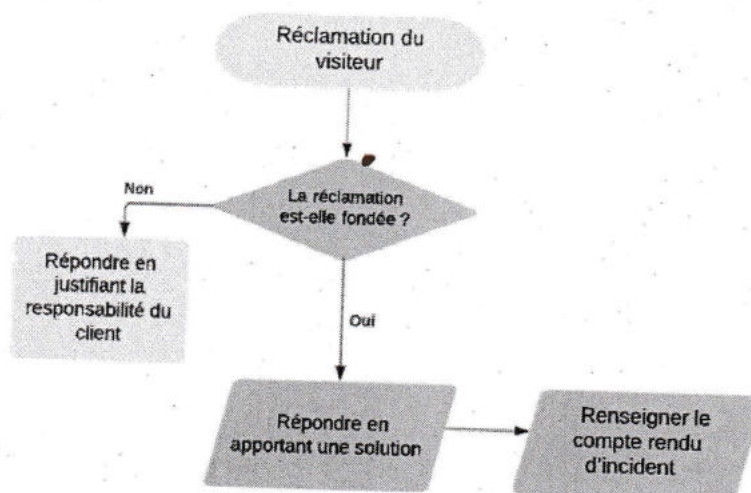 Réclamation du
visiteur
La réclamation
est-elle fondée ?
Non
Répondre en
justifiant la
responsabilité du
client
Oui
Répondre en
apportant une solution
Renseigner le
compte rendu
d'incident